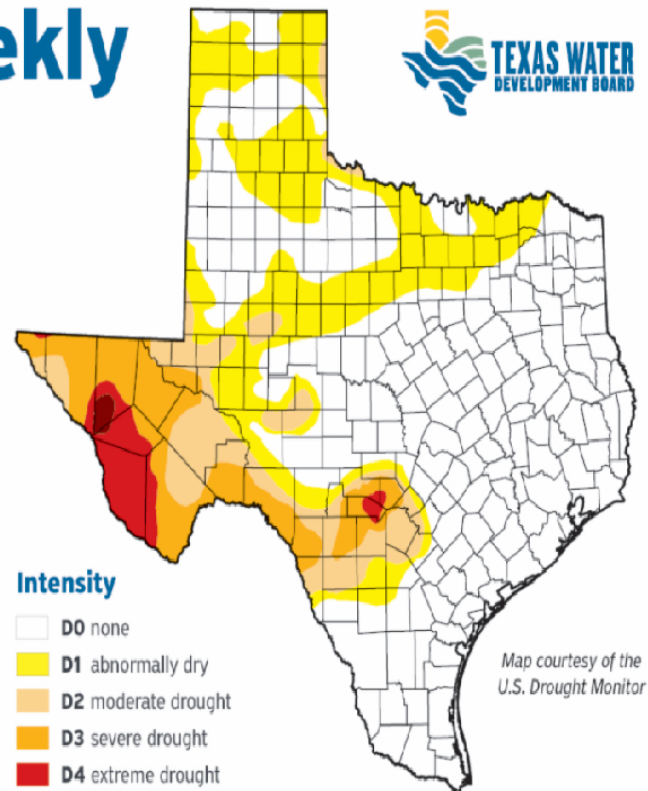 ekly
TEXAS WATER
DEVELOPMENT BOARD
Intensity
D0 none
D1 abnormally dry
D2 moderate drought
D3 severe drought
D4 extreme drought
Map courtesy of the
U.S. Drought Monitor